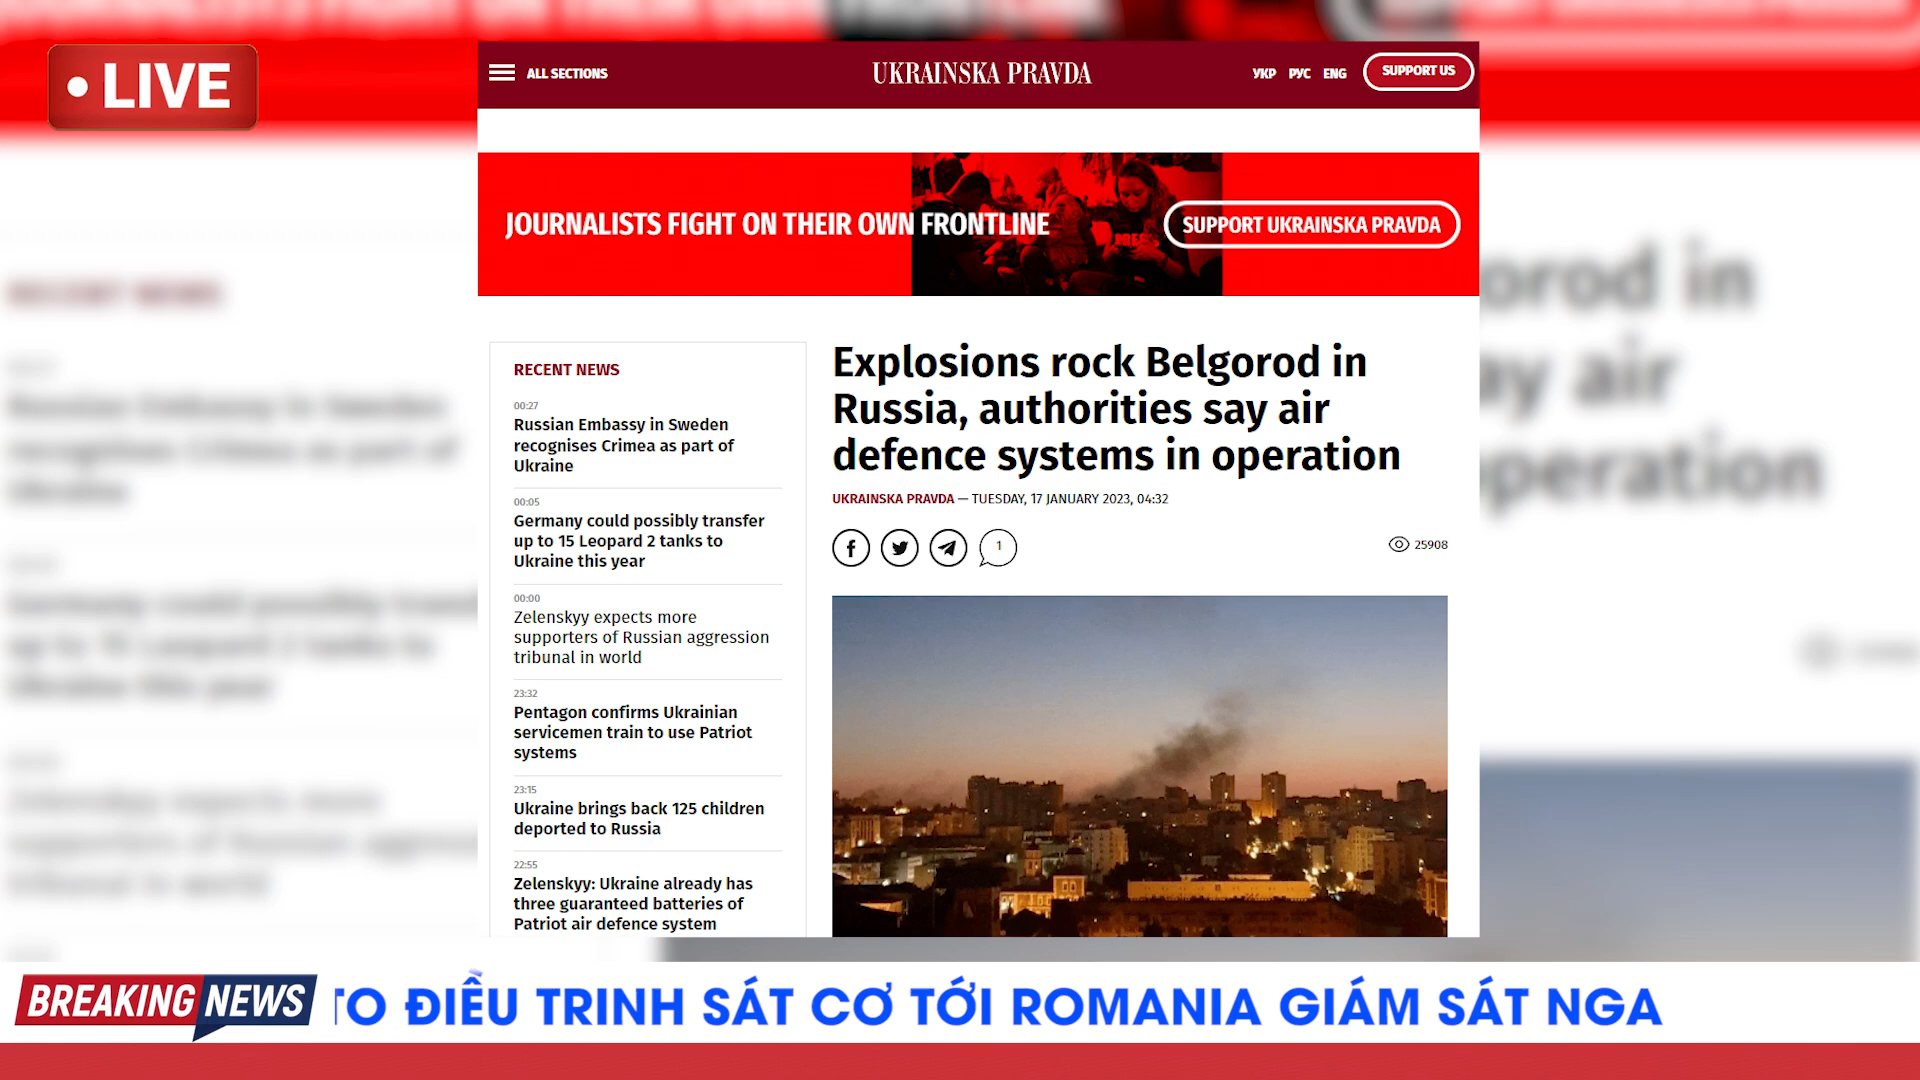 LIVE
ALL SECTIONS
UKRAINSKA PRAVDA
УКР РУС ENG
SUPPORT US
JOURNALISTS FIGHT ON THEIR OWN FRONTLINE
SUPPORT UKRAINSKA PRAVDA
RECENT NEWS
00:27
Russian Embassy in Sweden
recognises Crimea as part of
Ukraine
00:05
Germany could possibly transfer
up to 15 Leopard 2 tanks to
Ukraine this year
00:00
Zelenskyy expects more
supporters of Russian aggression
tribunal in world
23:32
Pentagon confirms Ukrainian
servicemen train to use Patriot
systems
23:15
Ukraine brings back 125 children
deported to Russia
22:55
Zelenskyy: Ukraine already has
three guaranteed batteries of
Patriot air defence system
Explosions rock Belgorod in
Russia, authorities say air
defence systems in operation
UKRAINSKA PRAVDA — TUESDAY, 17 JANUARY 2023, 04:32
1
25908
PRESS
BREAKING NEWS
TO ĐIỀU TRINH SÁT CƠ TỚI ROMANIA GIÁM SÁT NGA